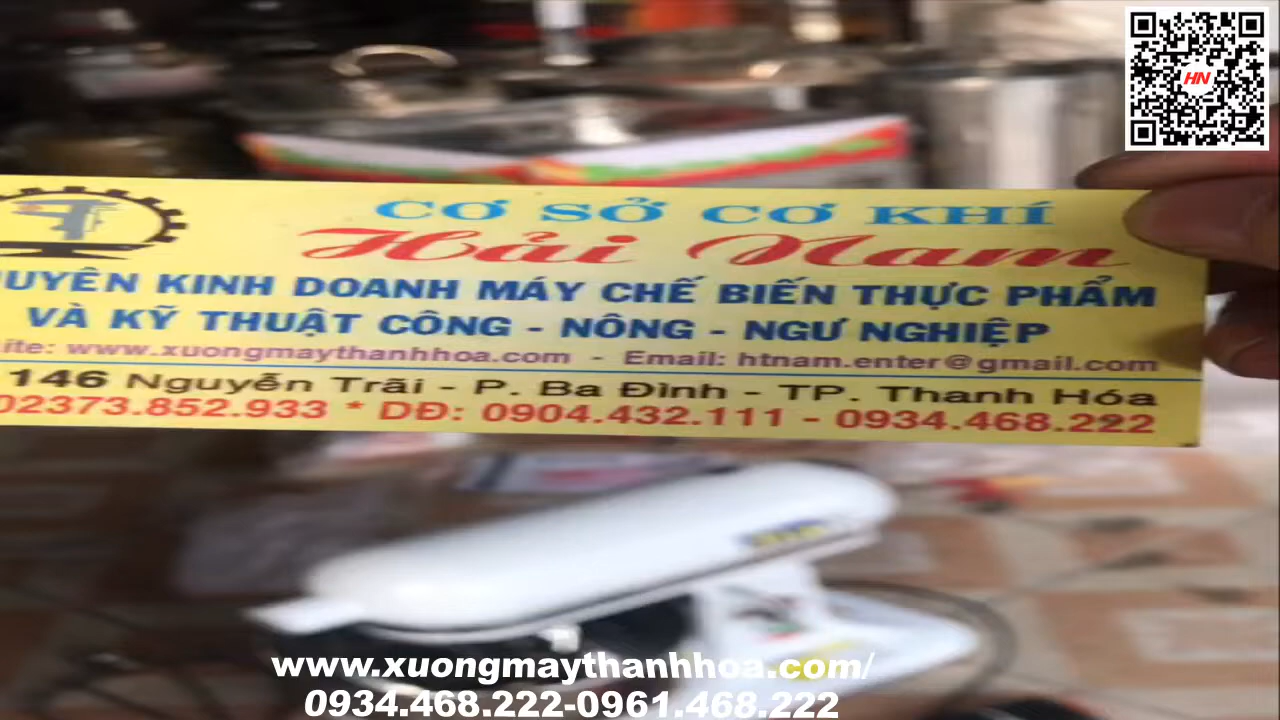 HN
CƠ SỞ CƠ KHÍ
Hải Nam
UYÊN KINH DOANH MÁY CHẾ BIẾN THỰC PHẨM
VÀ KỸ THUẬT CÔNG - NÔNG - NGƯ NGHIỆP
ite: www.xuongmaythanhhoa.com - Email: htnam.enter@gmail.com
146 Nguyễn Trãi - P. Ba Đình - TP. Thanh Hóa
02373.852.933 * DĐ: 0904.432.111 - 0934.468.222
www.xuongmaythanhhoa.com/
0934.468.222-0961.468.222